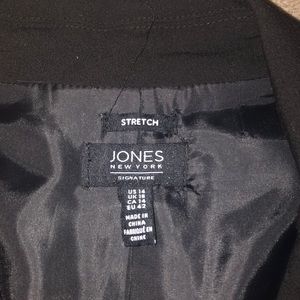 STRETCH
JONES
NEW YORK
SIGNATURE
US 14
UK 18
CA 14
EU 42
MADE IN
CHINA
FABRIQUÉ EN
CHINE